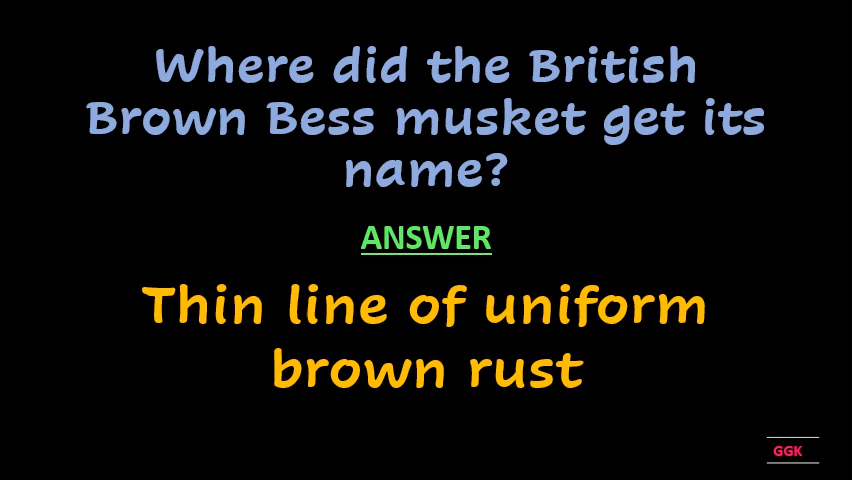 Where did the British
Brown Bess musket get its
name?
ANSWER
Thin line of uniform
brown rust
GGK